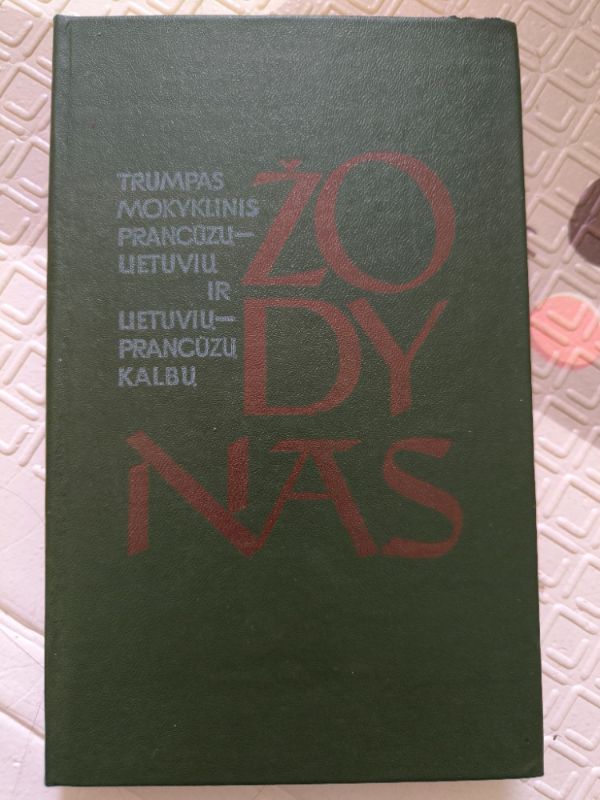 TRUMPAS
MOKYKLINIS
PRANCŪZŲ—
LIETUVIŲ
IR
LIETUVIŲ—
PRANCŪZŲ
KALBŲ
ŽO
DY
NAS